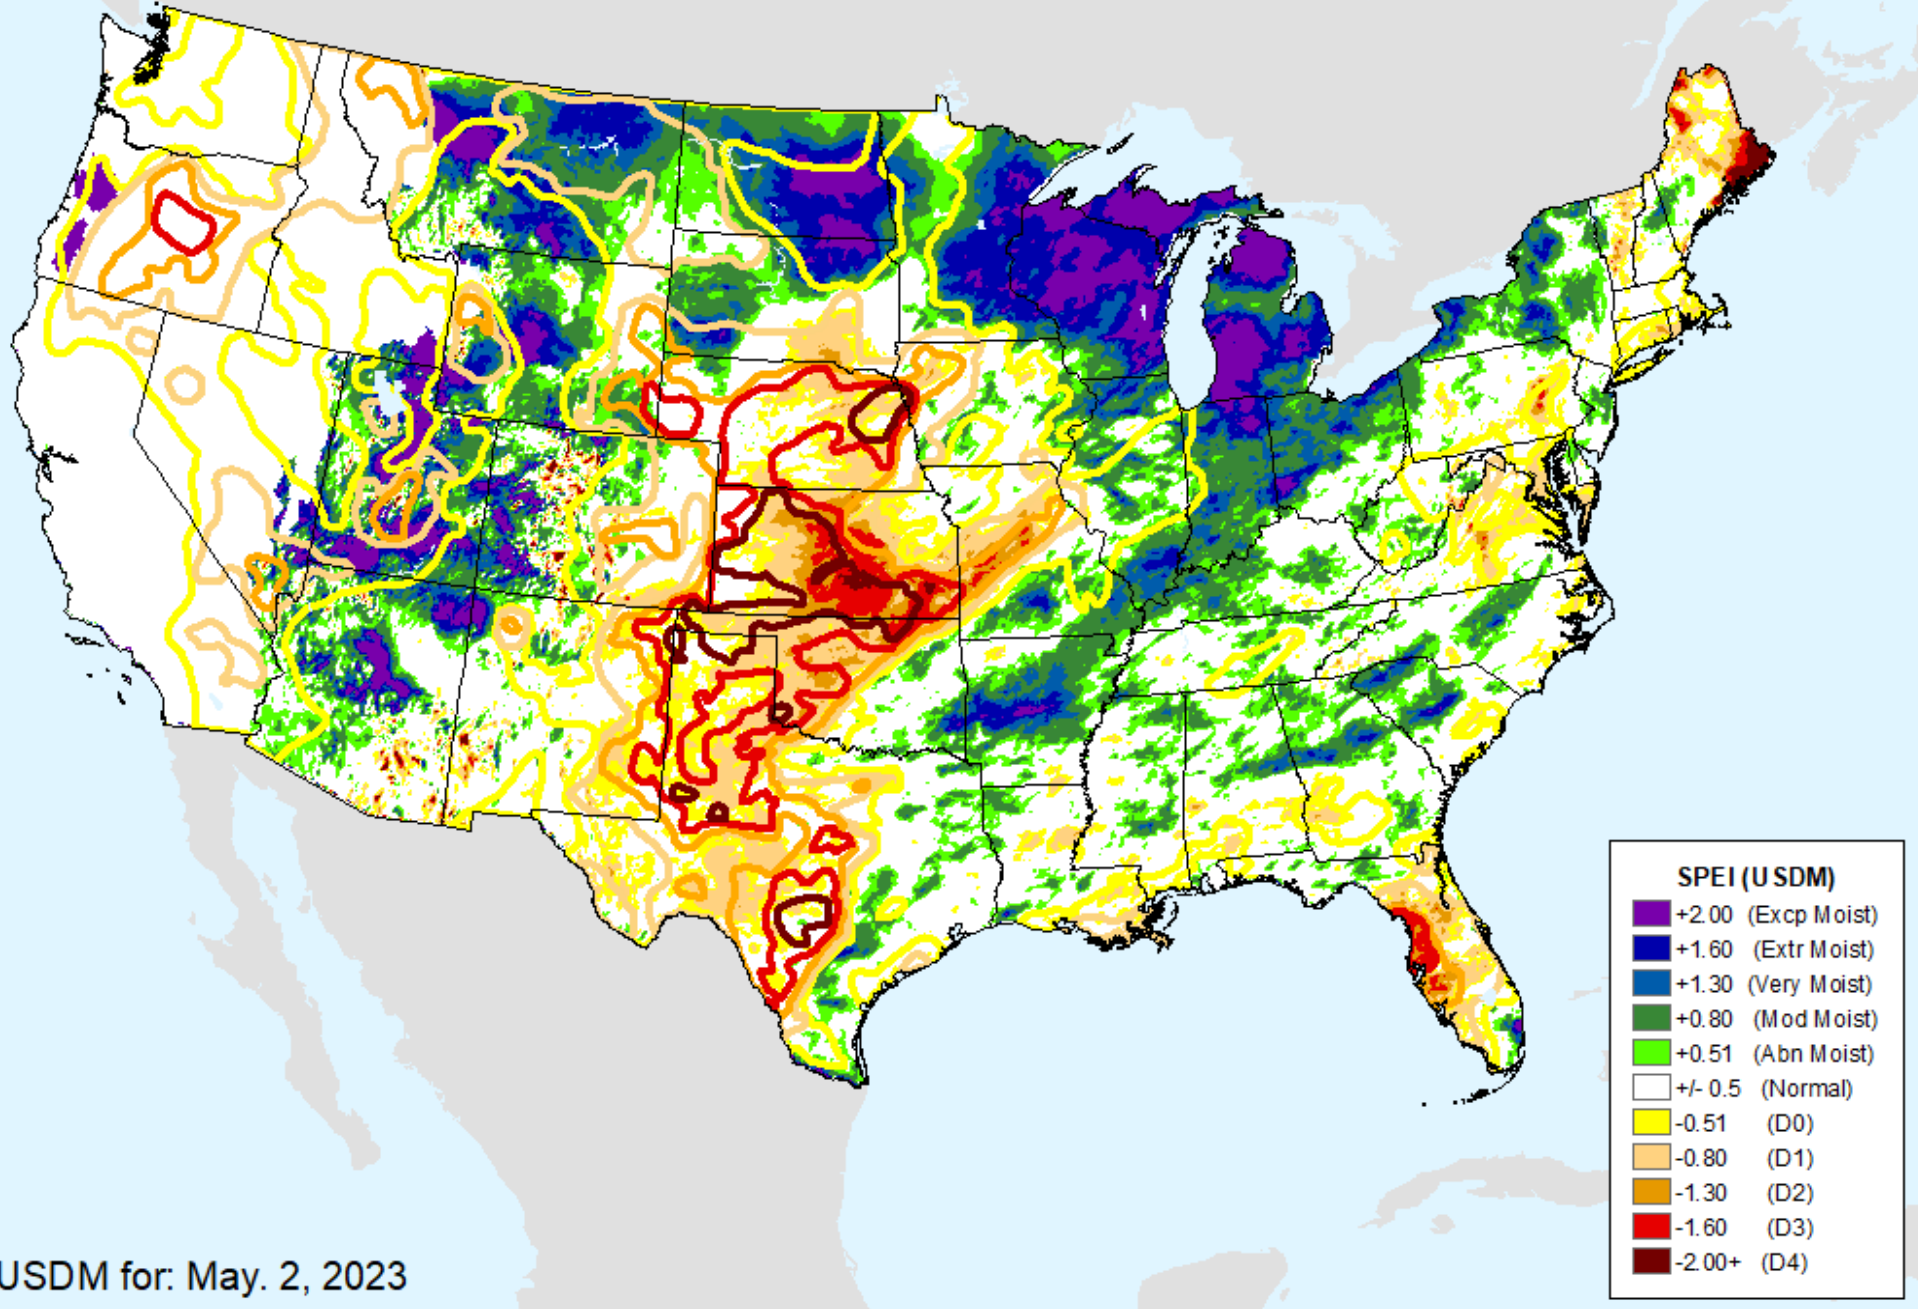 SPEI (USDM)
+2.00 (Excp Moist)
+1.60 (Extr Moist)
+1.30 (Very Moist)
+0.80 (Mod Moist)
+0.51 (Abn Moist)
+/- 0.5 (Normal)
-0.51 (D0)
-0.80 (D1)
-1.30 (D2)
-1.60 (D3)
-2.00+ (D4)
USDM for: May. 2, 2023